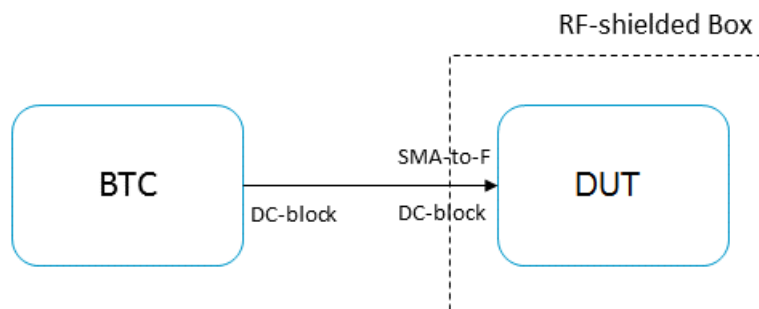 RF-shielded Box
BTC
SMA-to-F
DUT
DC-block
DC-block